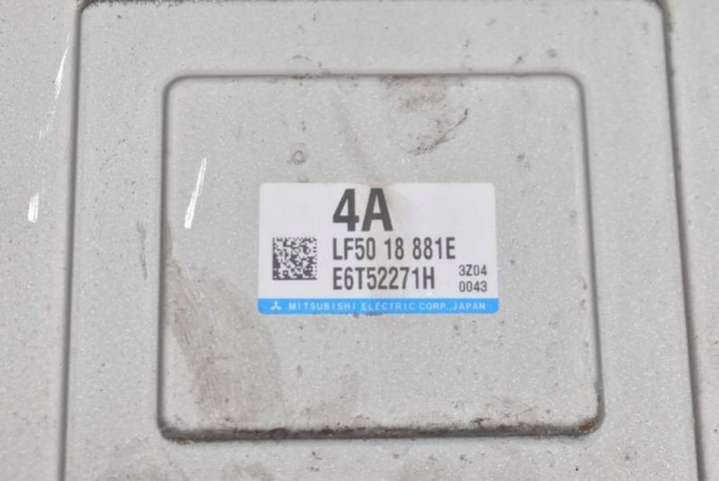 4A
LF50 18 881E
E6T52271H 3Z04
0043
MITSUBISHI ELECTRIC CORP., JAPAN